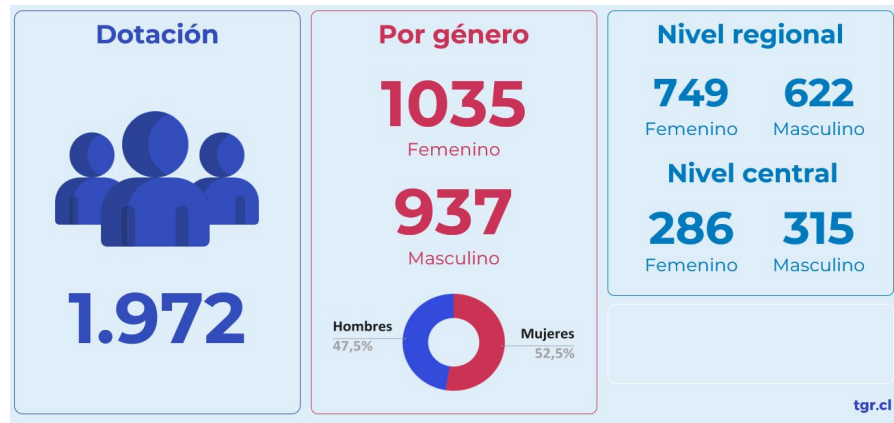 Dotación
1.972
Por género
1035
Femenino
937
Masculino
Hombres
47,5%
Mujeres
52,5%
Nivel regional
749 622
Femenino Masculino
Nivel central
286 315
Femenino Masculino
tgr.cl